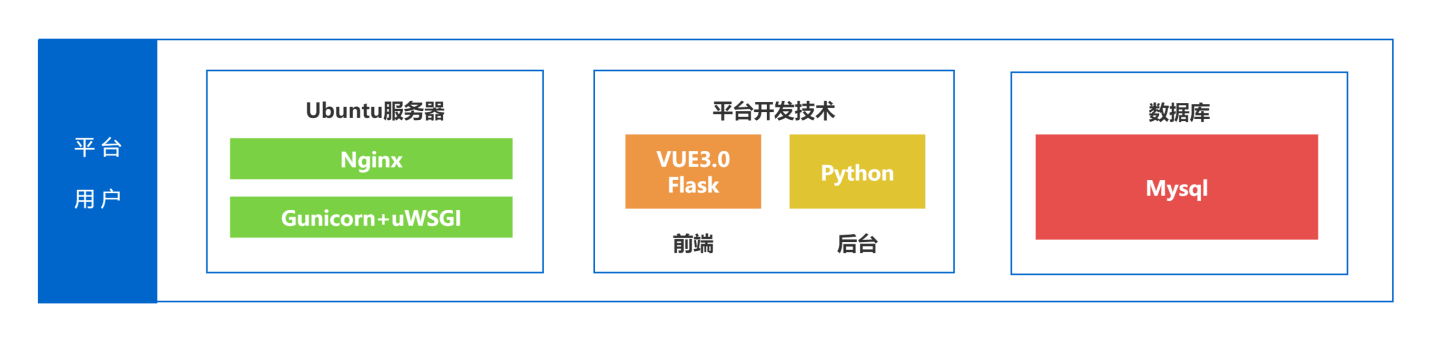 平台
用户
Ubuntu服务器
Nginx
Gunicorn+uWSGI
平台开发技术
VUE3.0
Flask
前端
Python
后台
数据库
Mysql